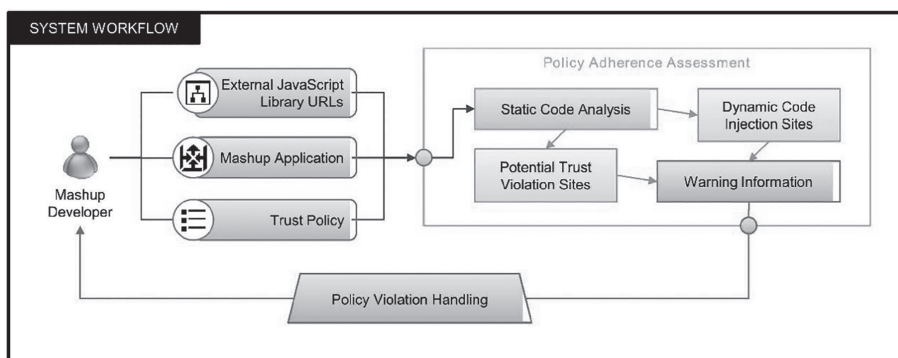 SYSTEM WORKFLOW
Policy Adherence Assessment
External JavaScript
Library URLs
Mashup Application
Trust Policy
Mashup
Developer
Static Code Analysis
Dynamic Code
Injection Sites
Potential Trust
Violation Sites
Warning Information
Policy Violation Handling